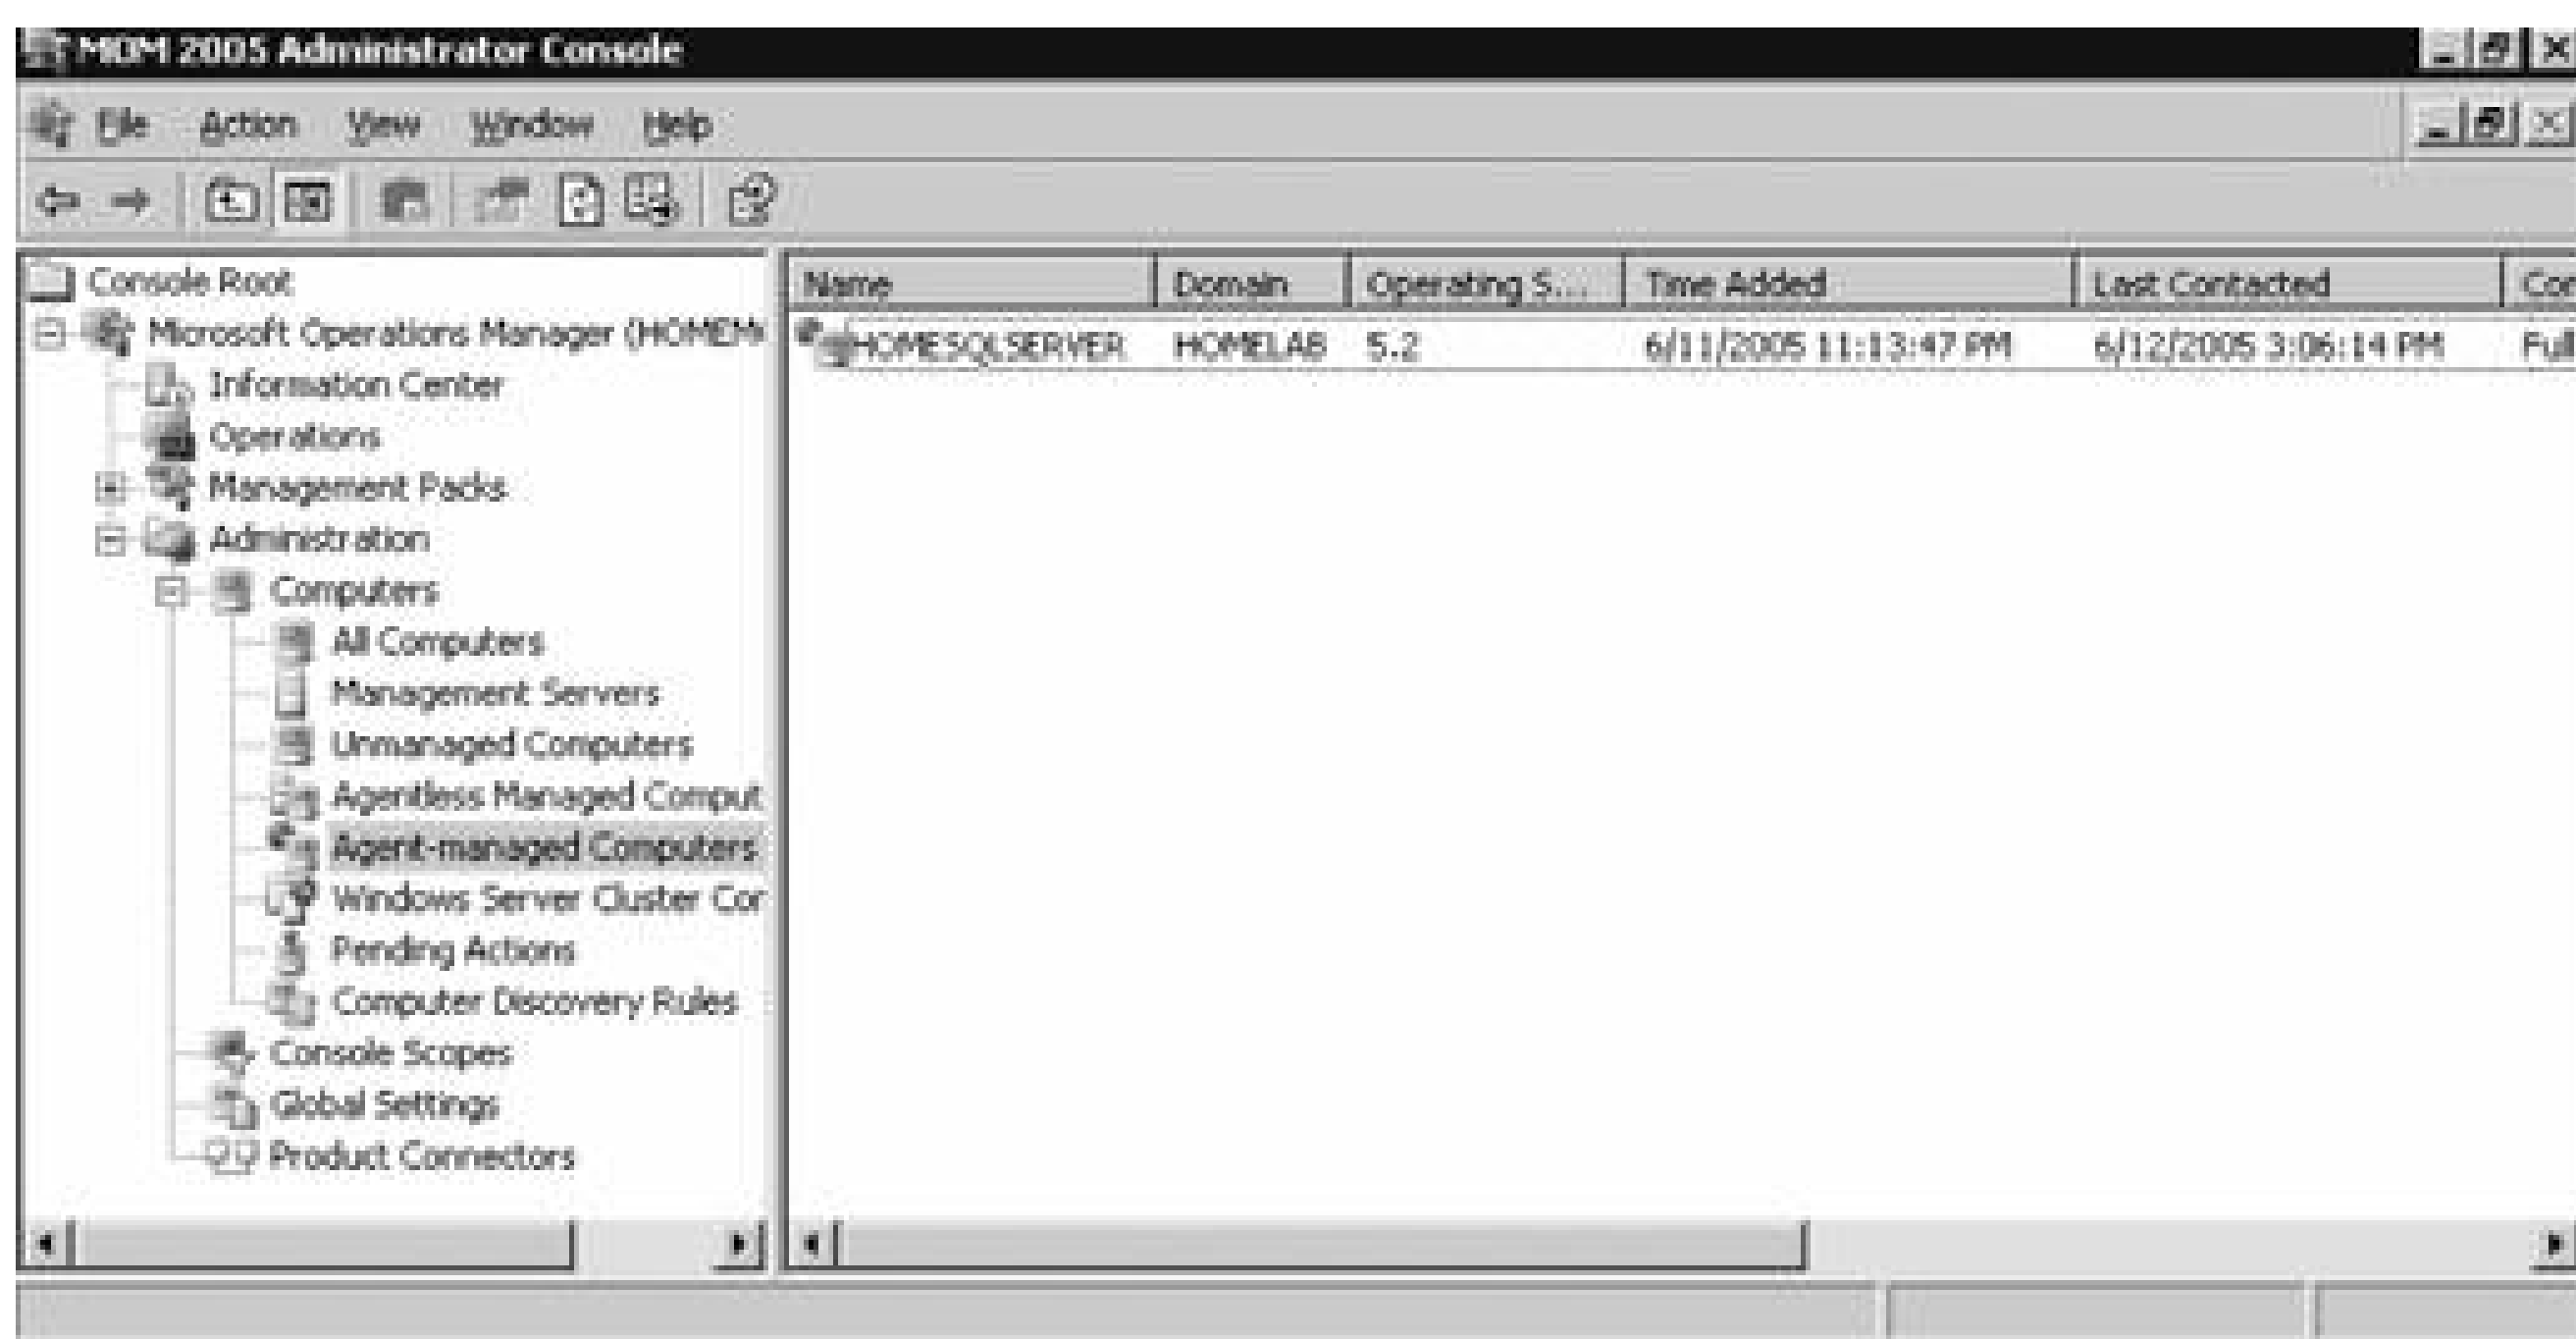 MOM 2005 Administrator Console
File Action View Window Help
Console Root
Microsoft Operations Manager (HOMEM
Information Center
Operations
Management Packs
Administration
Computers
All Computers
Management Servers
Unmanaged Computers
Agentless Managed Comput
Agent-managed Computers
Windows Server Cluster Cor
Pending Actions
Computer Discovery Rules
Console Scopes
Global Settings
Product Connectors
Name Domain Operating S... Time Added Last Contacted Con
HOMESQLSERVER HOMELAB 5.2 6/11/2005 11:13:47 PM 6/12/2005 3:06:14 PM Full